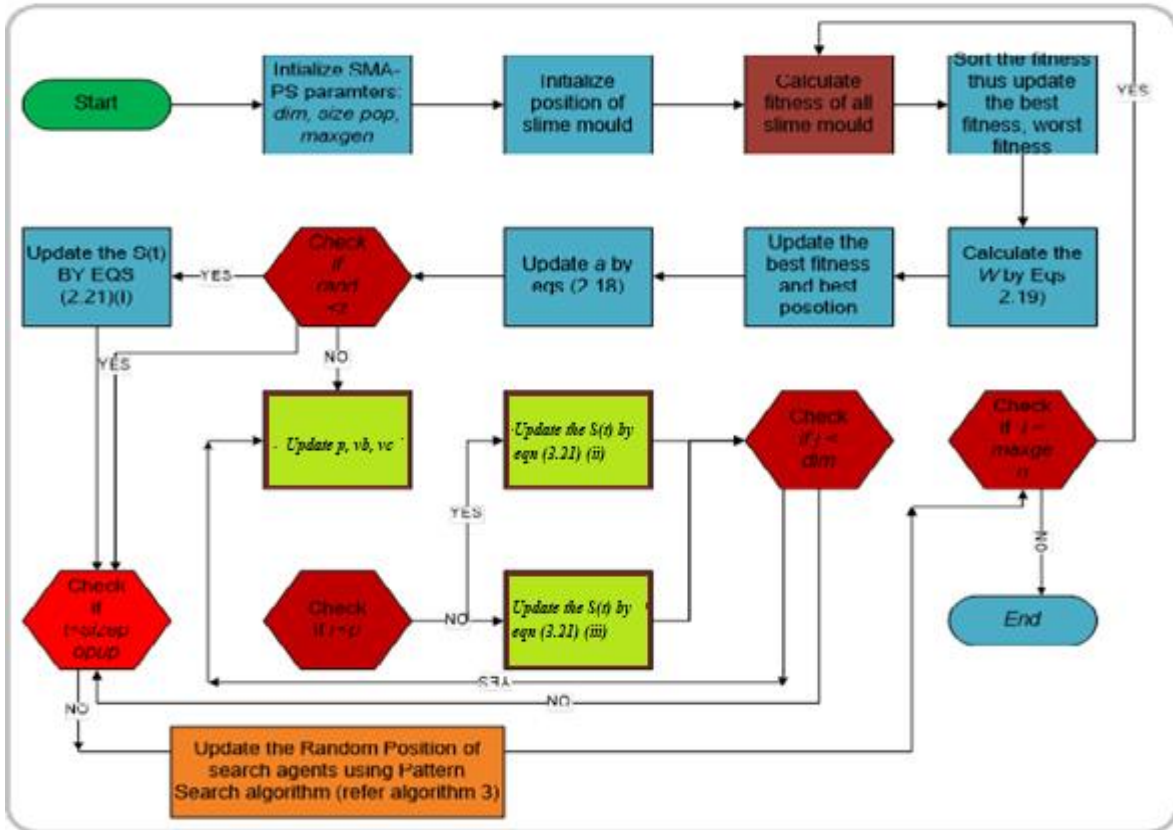 Start
Intialize SMA-
PS paramters:
dim, size pop,
maxgen
Initialize
position of
slime mould
Calculate
fitness of all
slime mould
Sort the fitness
thus update
the best
fitness, worst
fitness
YES
Update the S(t)
BY EQS
(2.21)(I)
YES
Check
if
rand
<z
Update a by
eqs (2.18)
Update the
best fitness
and best
posotion
Calculate the
W by Eqs
2.19)
YES
NO
Update p, vb, vc
-Update the S(t) by
eqn (3.21) (ii)
Check
if j <
dim
Check
if
maxge
n
YES
NO
Check
if
opup
Check
if
NO
Update the S(t) by
eqn (3.21) (iii)
End
YES
NO
NO
Update the Random Position of
search agents using Pattern
Search algorithm (refer algorithm 3)